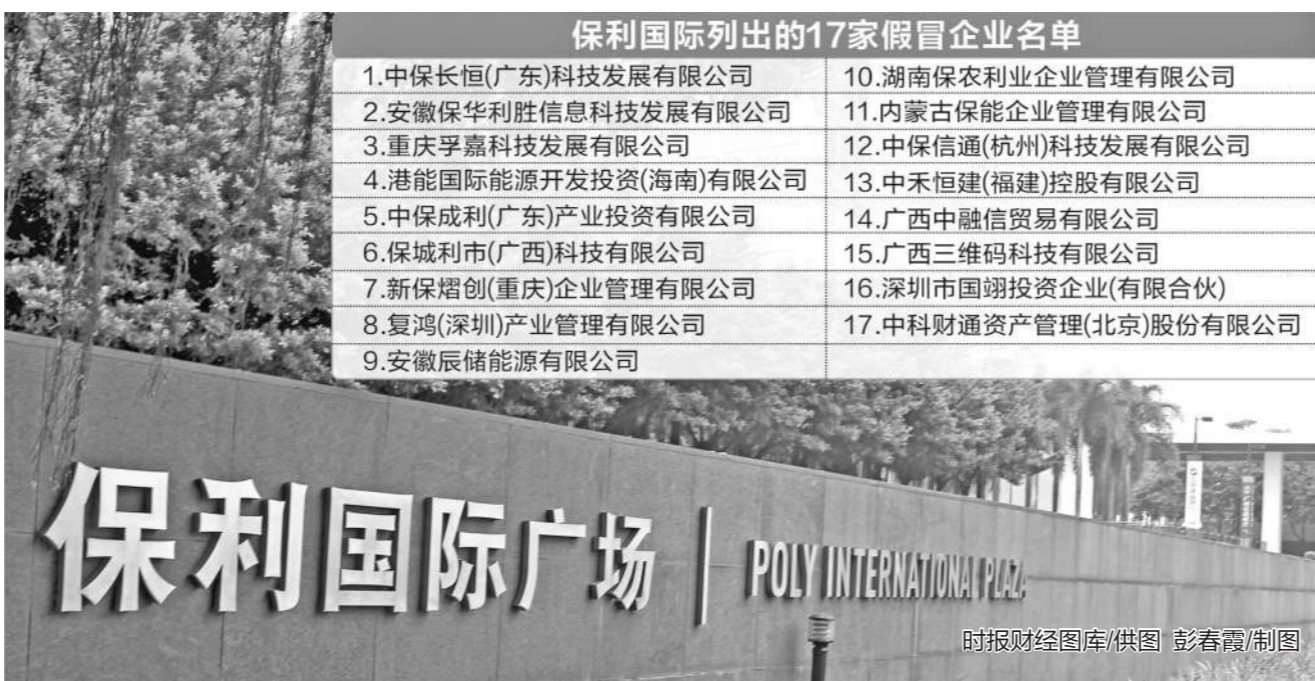 保利国际列出的17家假冒企业名单
1.中保长恒(广东)科技发展有限公司
2.安徽保华利胜信息科技发展有限公司
3.重庆孚嘉科技发展有限公司
4.港能国际能源开发投资(海南)有限公司
5.中保成利(广东)产业投资有限公司
6.保城利市(广西)科技有限公司
7.新保熠创(重庆)企业管理有限公司
8.复鸿(深圳)产业管理有限公司
9.安徽辰储能源有限公司
10.湖南保农利业企业管理有限公司
11.内蒙古保能企业管理有限公司
12.中保信通(杭州)科技发展有限公司
13.中禾恒建(福建)控股有限公司
14.广西中融信贸易有限公司
15.广西三维码科技有限公司
16.深圳市国翊投资企业(有限合伙)
17.中科财通资产管理(北京)股份有限公司
保利国际广场
POLY INTERNATIONAL PLAZA
时报财经图库/供图 彭春霞/制图